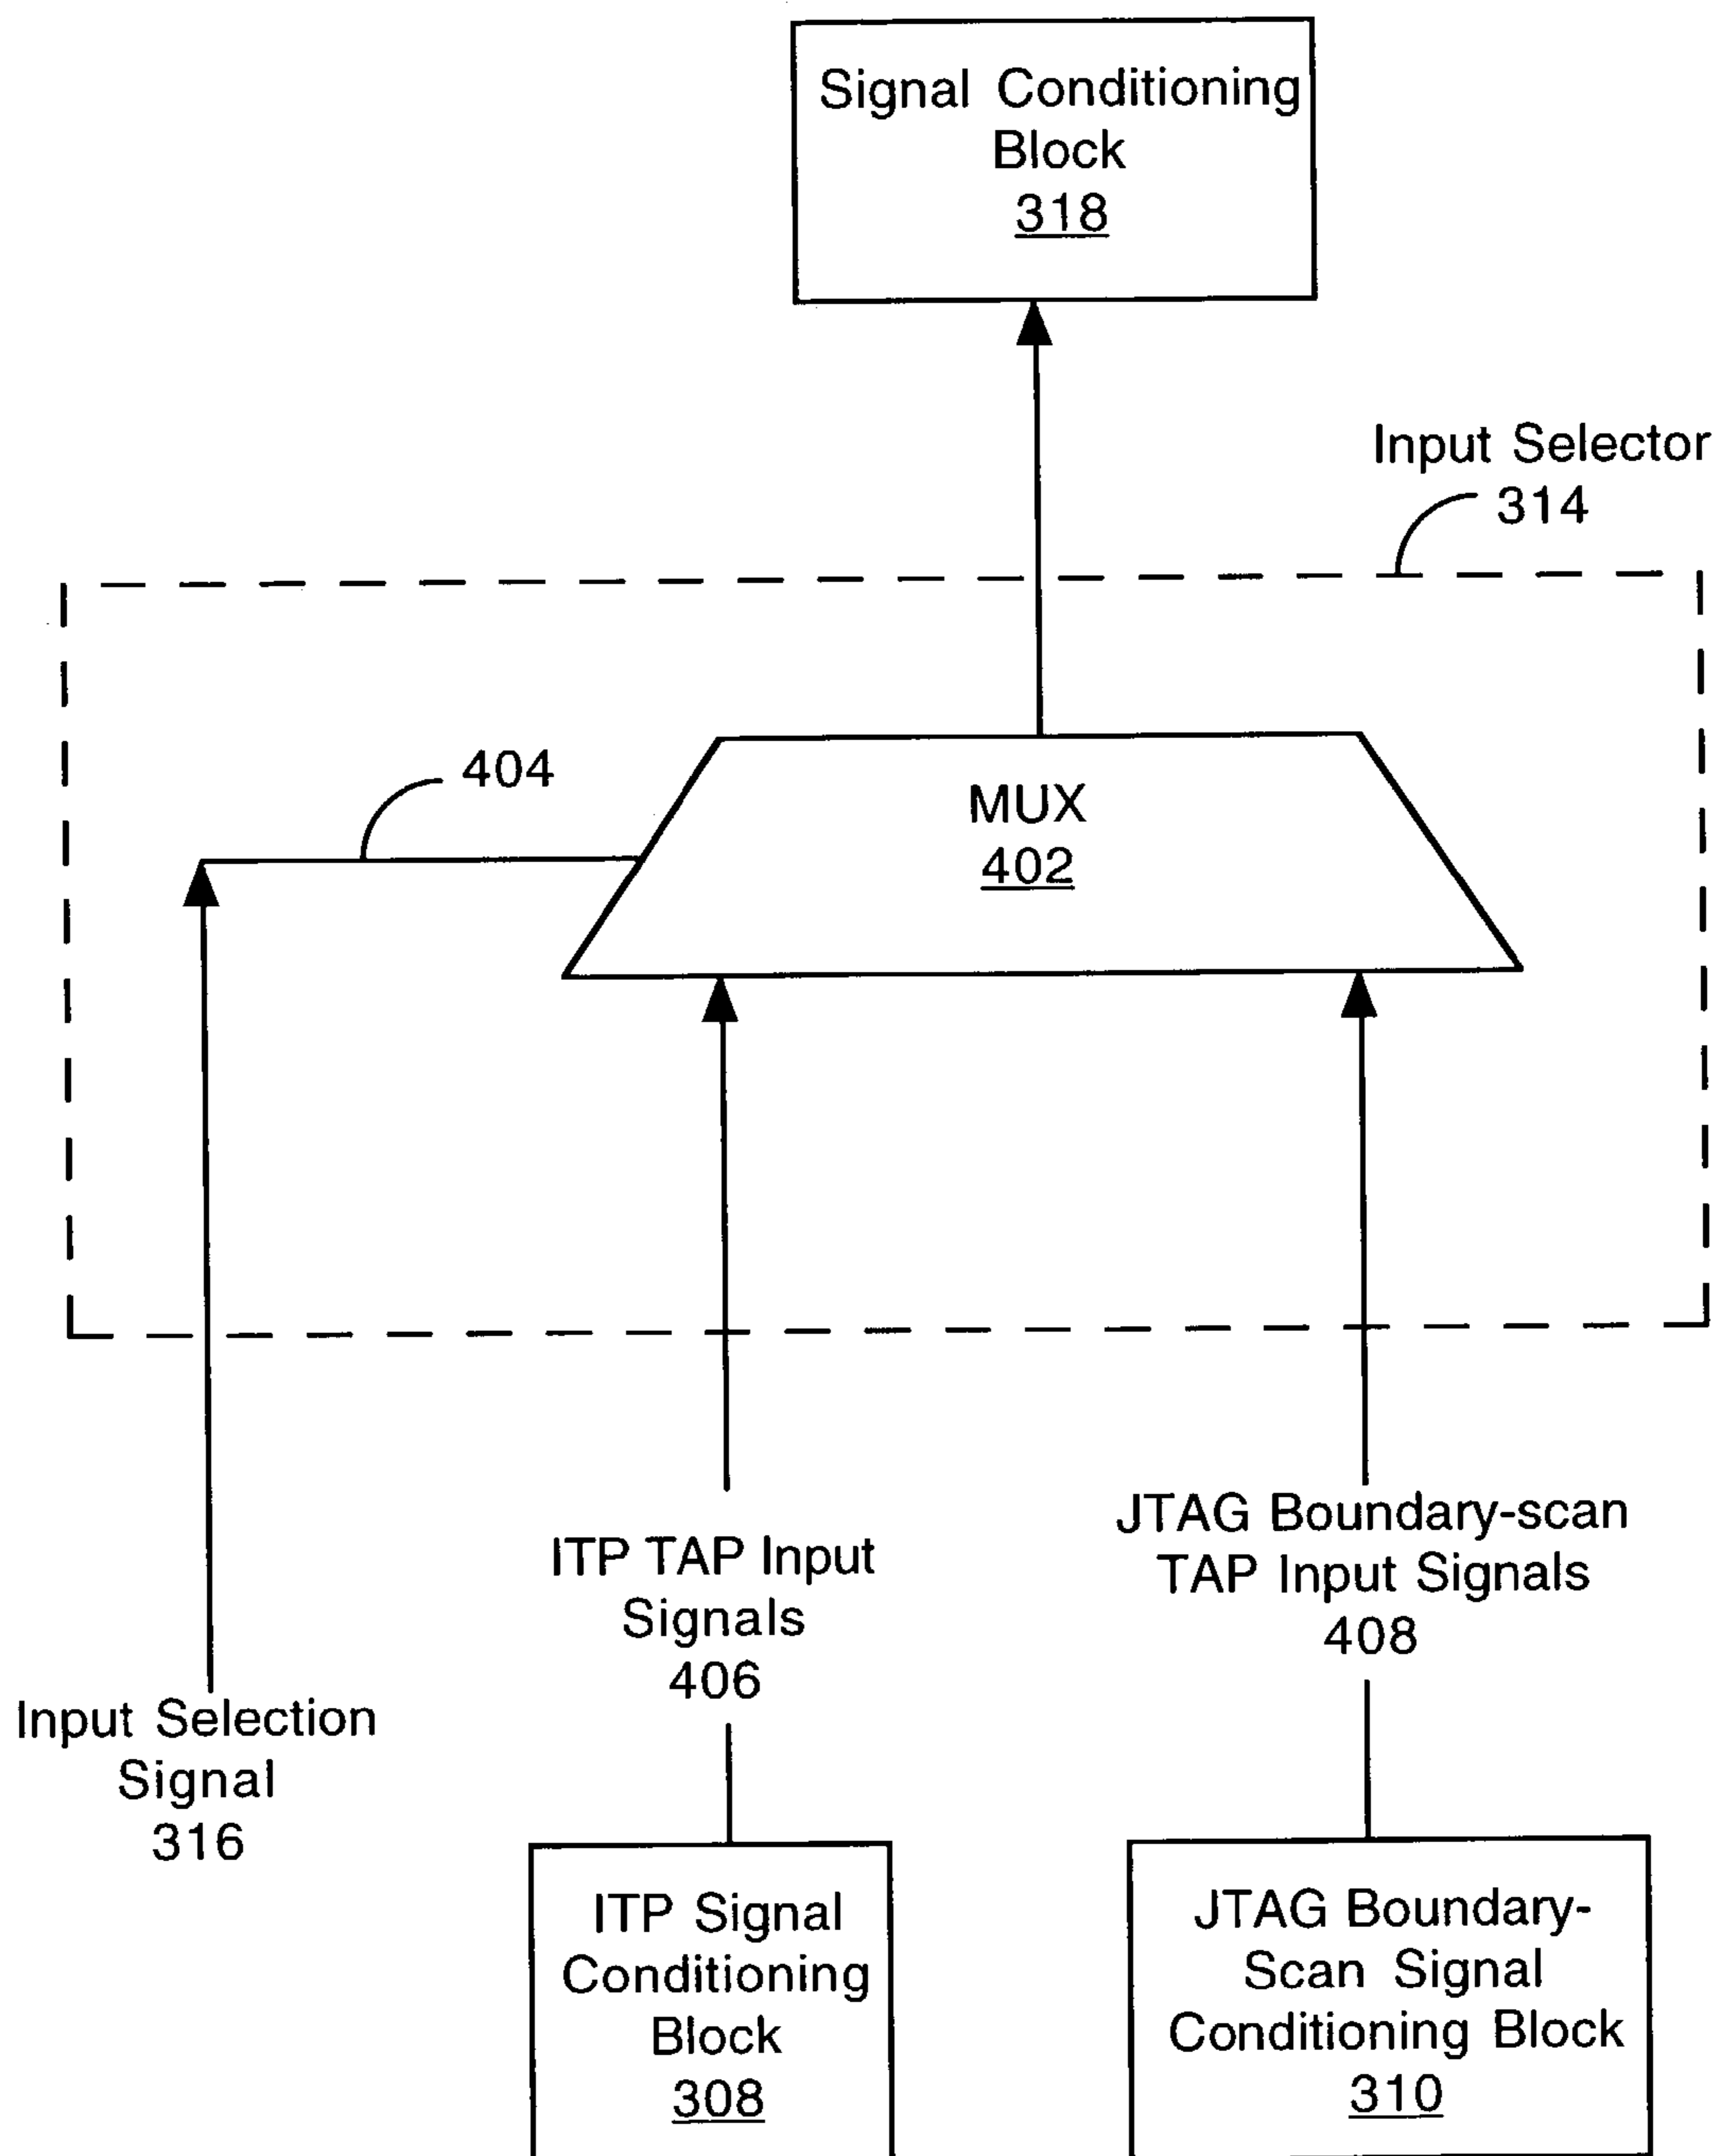 Signal Conditioning
Block
318
Input Selector
314
404
MUX
402
ITP TAP Input
Signals
406
JTAG Boundary-scan
TAP Input Signals
408
Input Selection
Signal
316
ITP Signal
Conditioning
Block
308
JTAG Boundary-
Scan Signal
Conditioning Block
310